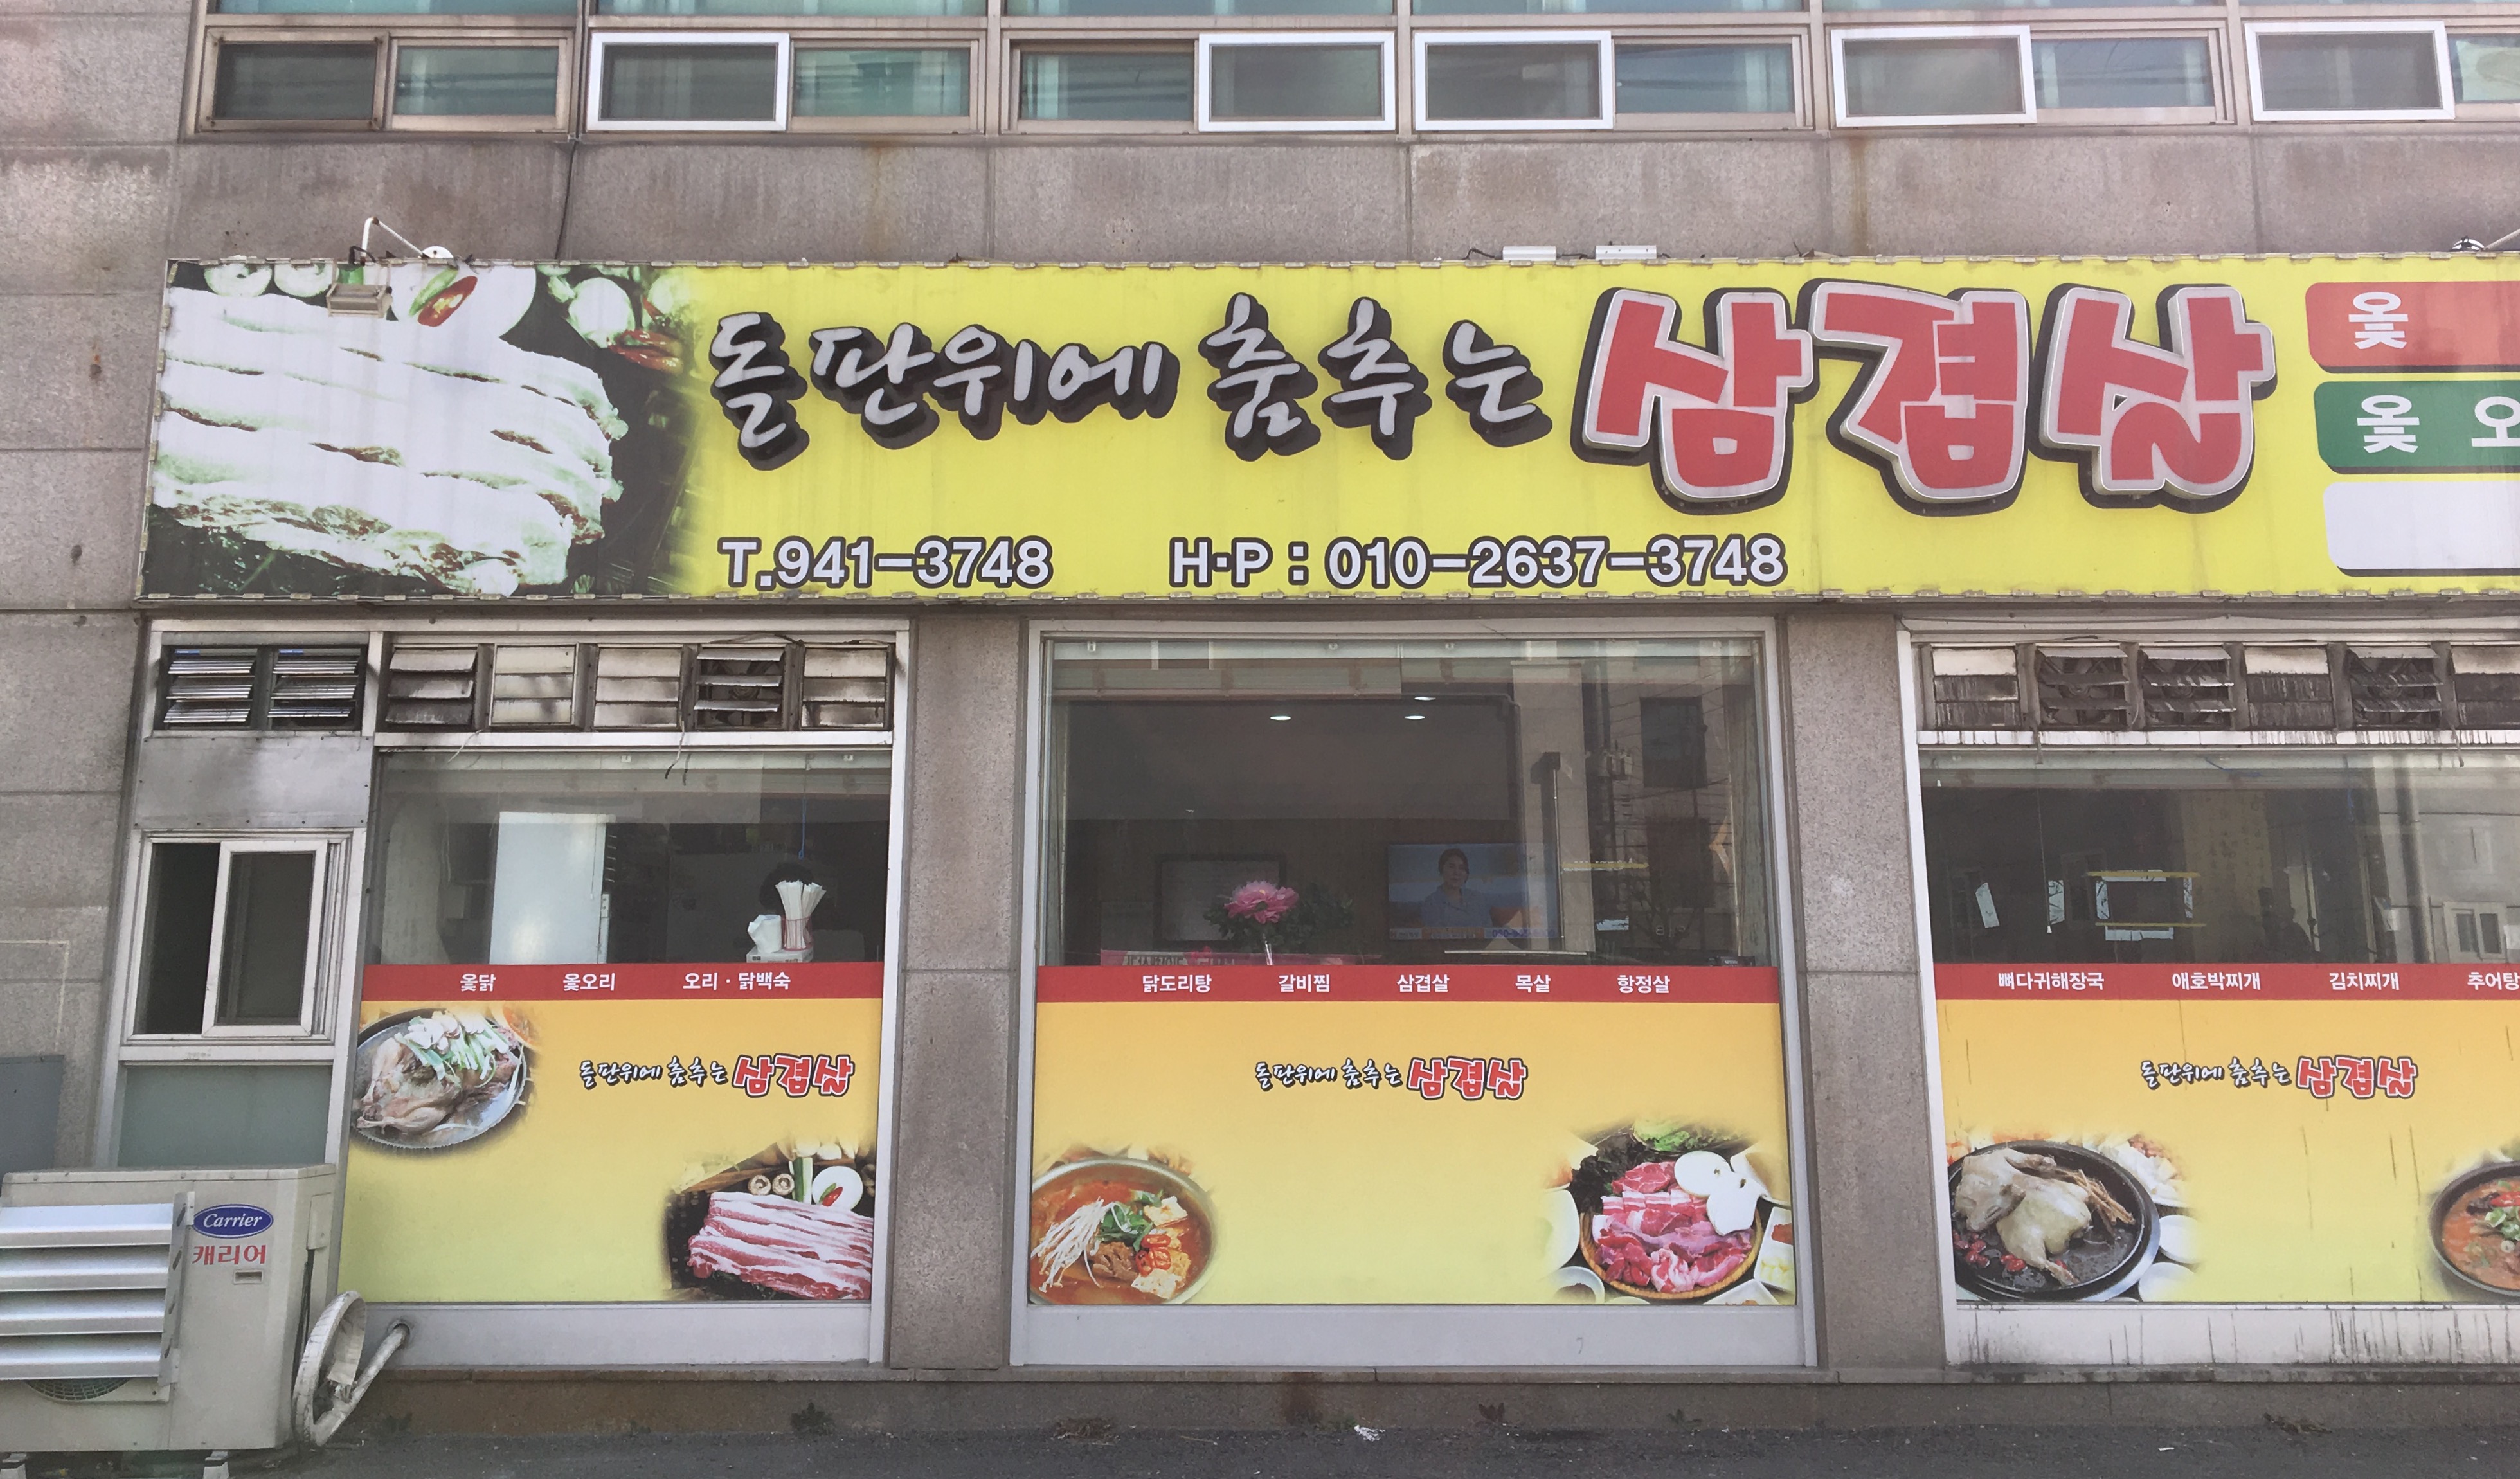 돌판위에 춤추는 삼겹살
옻
옻 오
T.941-3748 H·P : 010-2637-3748
옻닭 옻오리 오리 · 닭백숙
닭도리탕 갈비찜 삼겹살 목살 항정살
뼈다귀해장국 애호박찌개 김치찌개 추어탕
돌판위에 춤추는 삼겹살
돌판위에 춤추는 삼겹살
돌판위에 춤추는 삼겹살
Carrier
캐리어